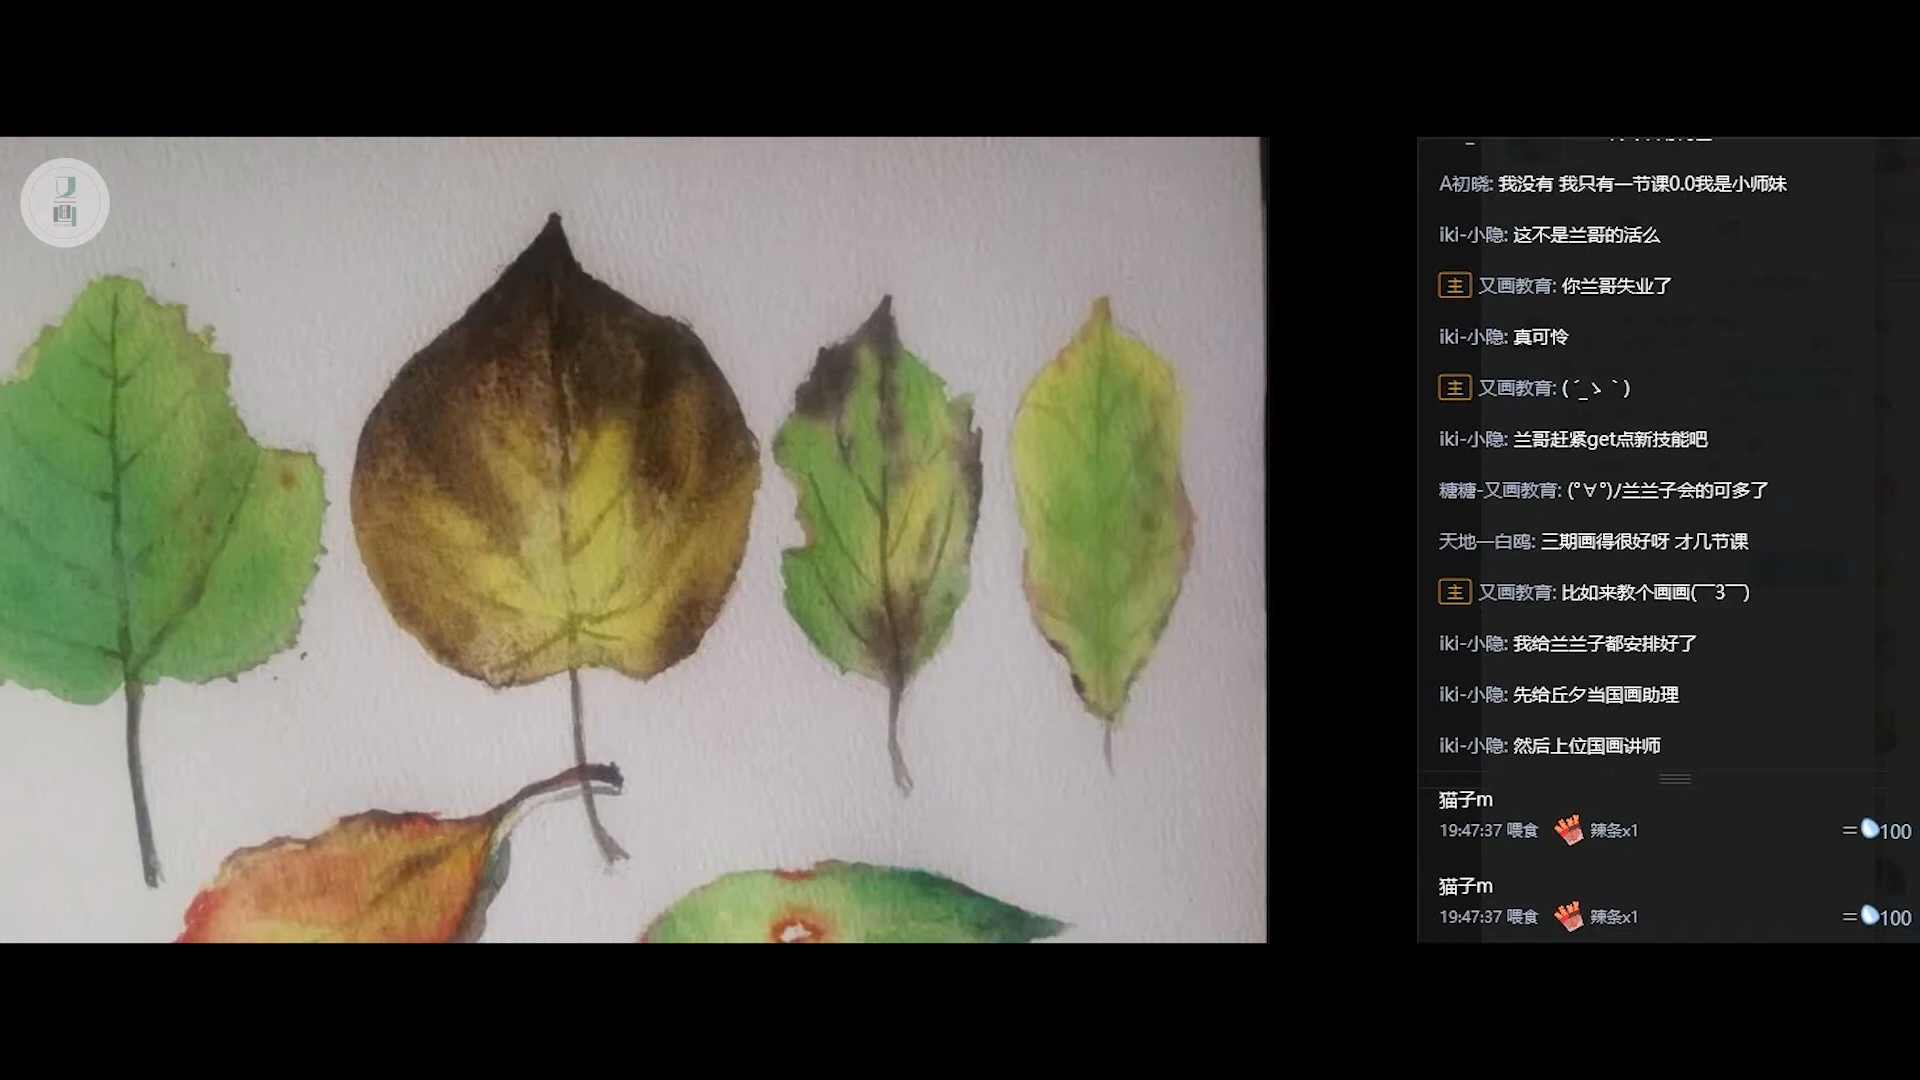 又画
A初晓: 我没有 我只有一节课0.0我是小师妹
iki-小隐: 这不是兰哥的活么
主 又画教育: 你兰哥失业了
iki-小隐: 真可怜
主 又画教育: (´_ゝ`)
iki-小隐: 兰哥赶紧get点新技能吧
糖糖-又画教育: (°∀°)/兰兰子会的可多了
天地一白鸥: 三期画得很好呀 才几节课
主 又画教育: 比如来教个画画(￣3￣)
iki-小隐: 我给兰兰子都安排好了
iki-小隐: 先给丘夕当国画助理
iki-小隐: 然后上位国画讲师
猫子m
19:47:37 喂食 辣条x1 =100
猫子m
19:47:37 喂食 辣条x1 =100